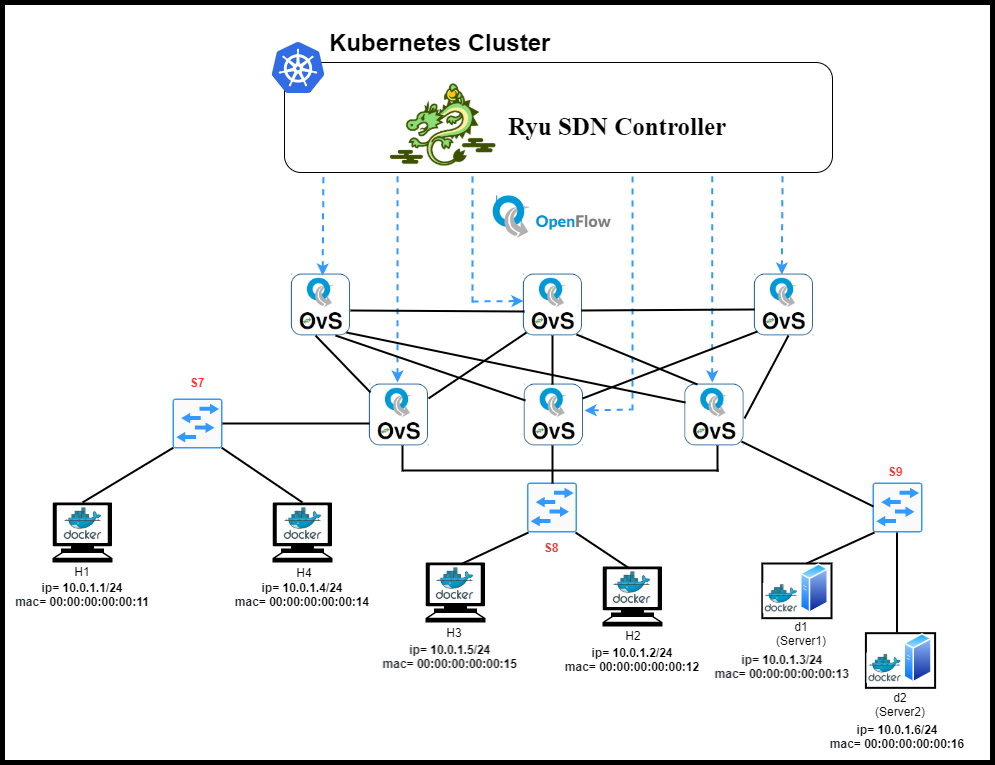 Kubernetes Cluster
Ryu SDN Controller
OpenFlow
OvS
OvS
OvS
OvS
OvS
OvS
S7
S9
S8
docker
H1
ip= 10.0.1.1/24
mac= 00:00:00:00:00:11
docker
H4
ip= 10.0.1.4/24
mac= 00:00:00:00:00:14
docker
H3
ip= 10.0.1.5/24
mac= 00:00:00:00:00:15
docker
H2
ip= 10.0.1.2/24
mac= 00:00:00:00:00:12
docker
d1
(Server1)
ip= 10.0.1.3/24
mac= 00:00:00:00:00:13
docker
d2
(Server2)
ip= 10.0.1.6/24
mac= 00:00:00:00:00:16